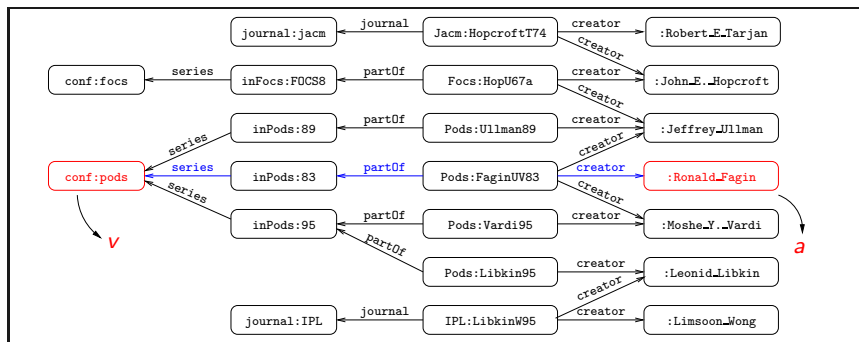 journal:jacm journal Jacm:HopcroftT74 creator :Robert_E_Tarjan
creator
conf:focs series inFocs:FOCS8 partOf Focs:HopU67a creator :John_E._Hopcroft
creator
series inPods:89 partOf Pods:Ullman89 creator :Jeffrey_Ullman
creator
conf:pods series inPods:83 partOf Pods:FaginUV83 creator :Ronald_Fagin
series creator
inPods:95 partOf Pods:Vardi95 creator :Moshe_Y._Vardi
v partOf a
Pods:Libkin95 creator :Leonid_Libkin
creator
journal:IPL journal IPL:LibkinW95 creator :Limsoon_Wong